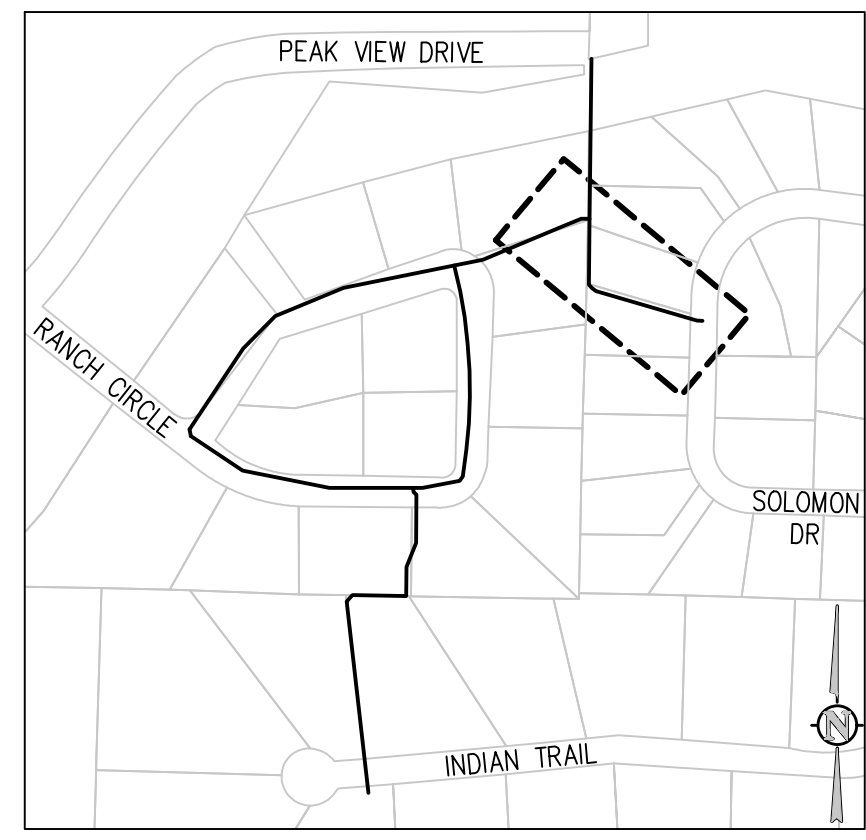 PEAK VIEW DRIVE
RANCH CIRCLE
SOLOMON
DR
INDIAN TRAIL
N